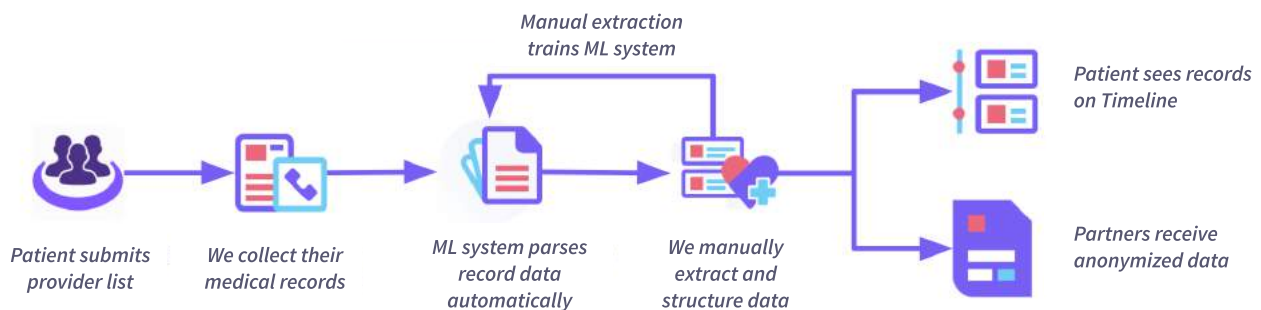 Manual extraction
trains ML system
Patient sees records
on Timeline
Patient submits
provider list
We collect their
medical records
ML system parses
record data
automatically
We manually
extract and
structure data
Partners receive
anonymized data